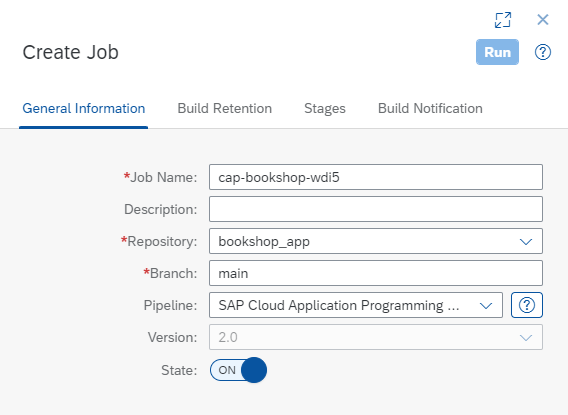 Create Job
Run
General Information Build Retention Stages Build Notification
*Job Name: cap-bookshop-wdi5
Description:
*Repository: bookshop_app
*Branch: main
Pipeline: SAP Cloud Application Programming ...
Version: 2.0
State: ON